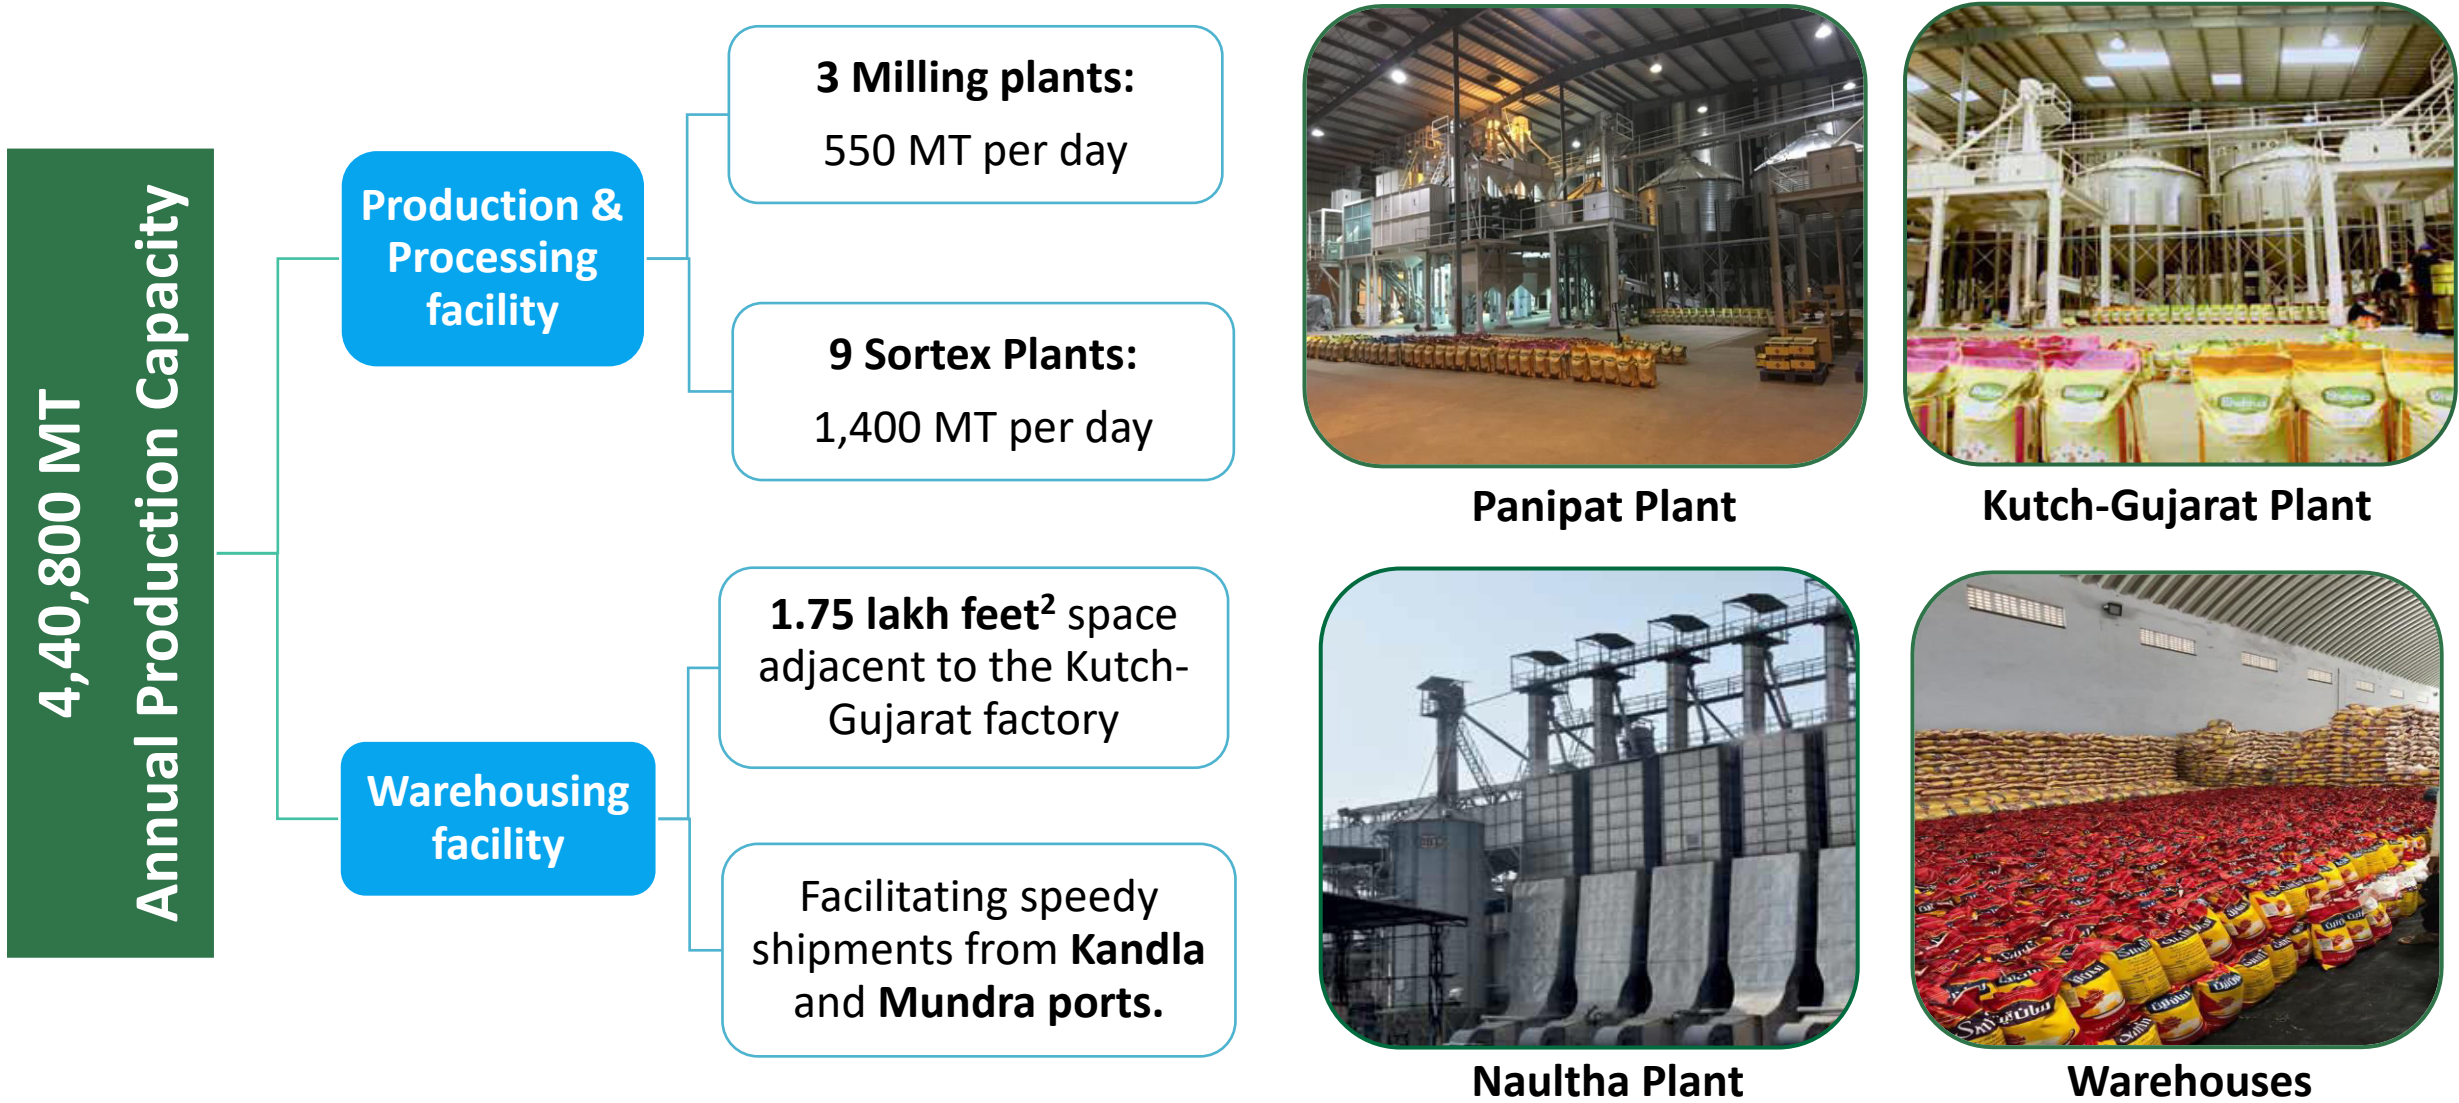 4,40,800 MT
Annual Production Capacity
Production &
Processing
facility
3 Milling plants:
550 MT per day
9 Sortex Plants:
1,400 MT per day
Warehousing
facility
1.75 lakh feet² space
adjacent to the Kutch-
Gujarat factory
Facilitating speedy
shipments from Kandla
and Mundra ports.
Panipat Plant
Kutch-Gujarat Plant
Naultha Plant
Warehouses